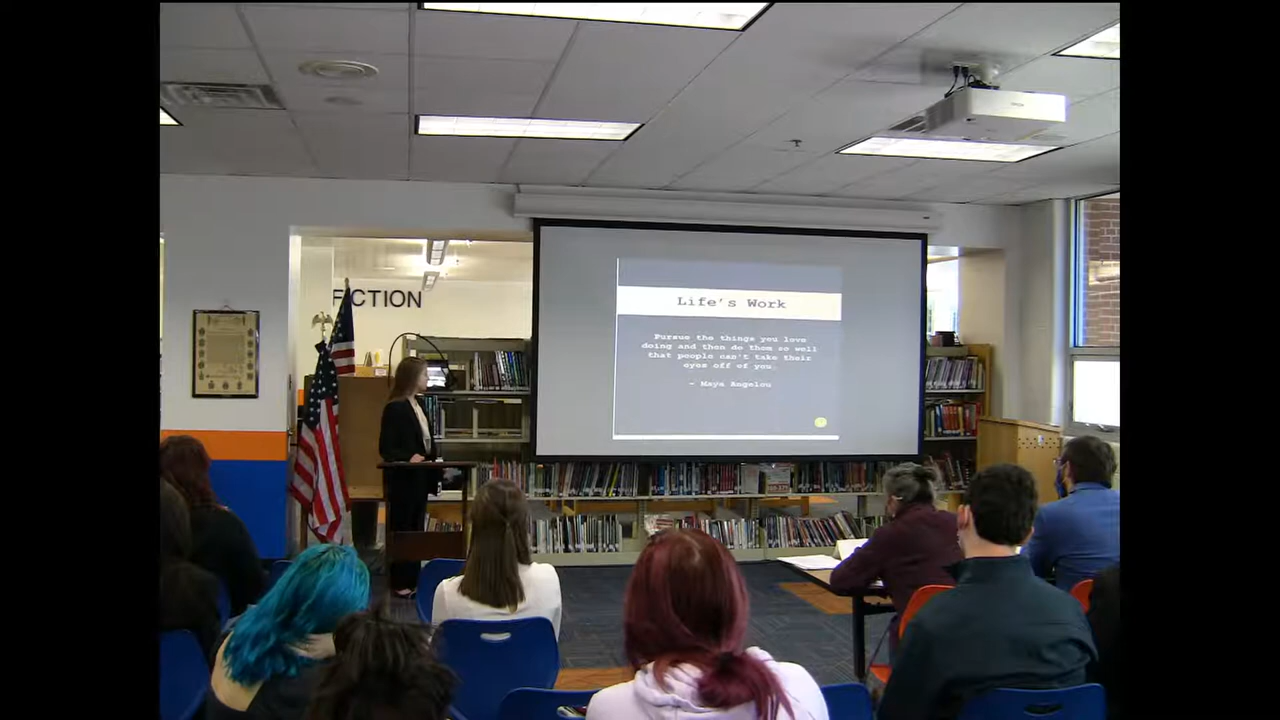 FICTION
Life's Work
Pursue the things you love
doing and then do them so well
that people can't take their
eyes off of you.
- Maya Angelou
EPSON